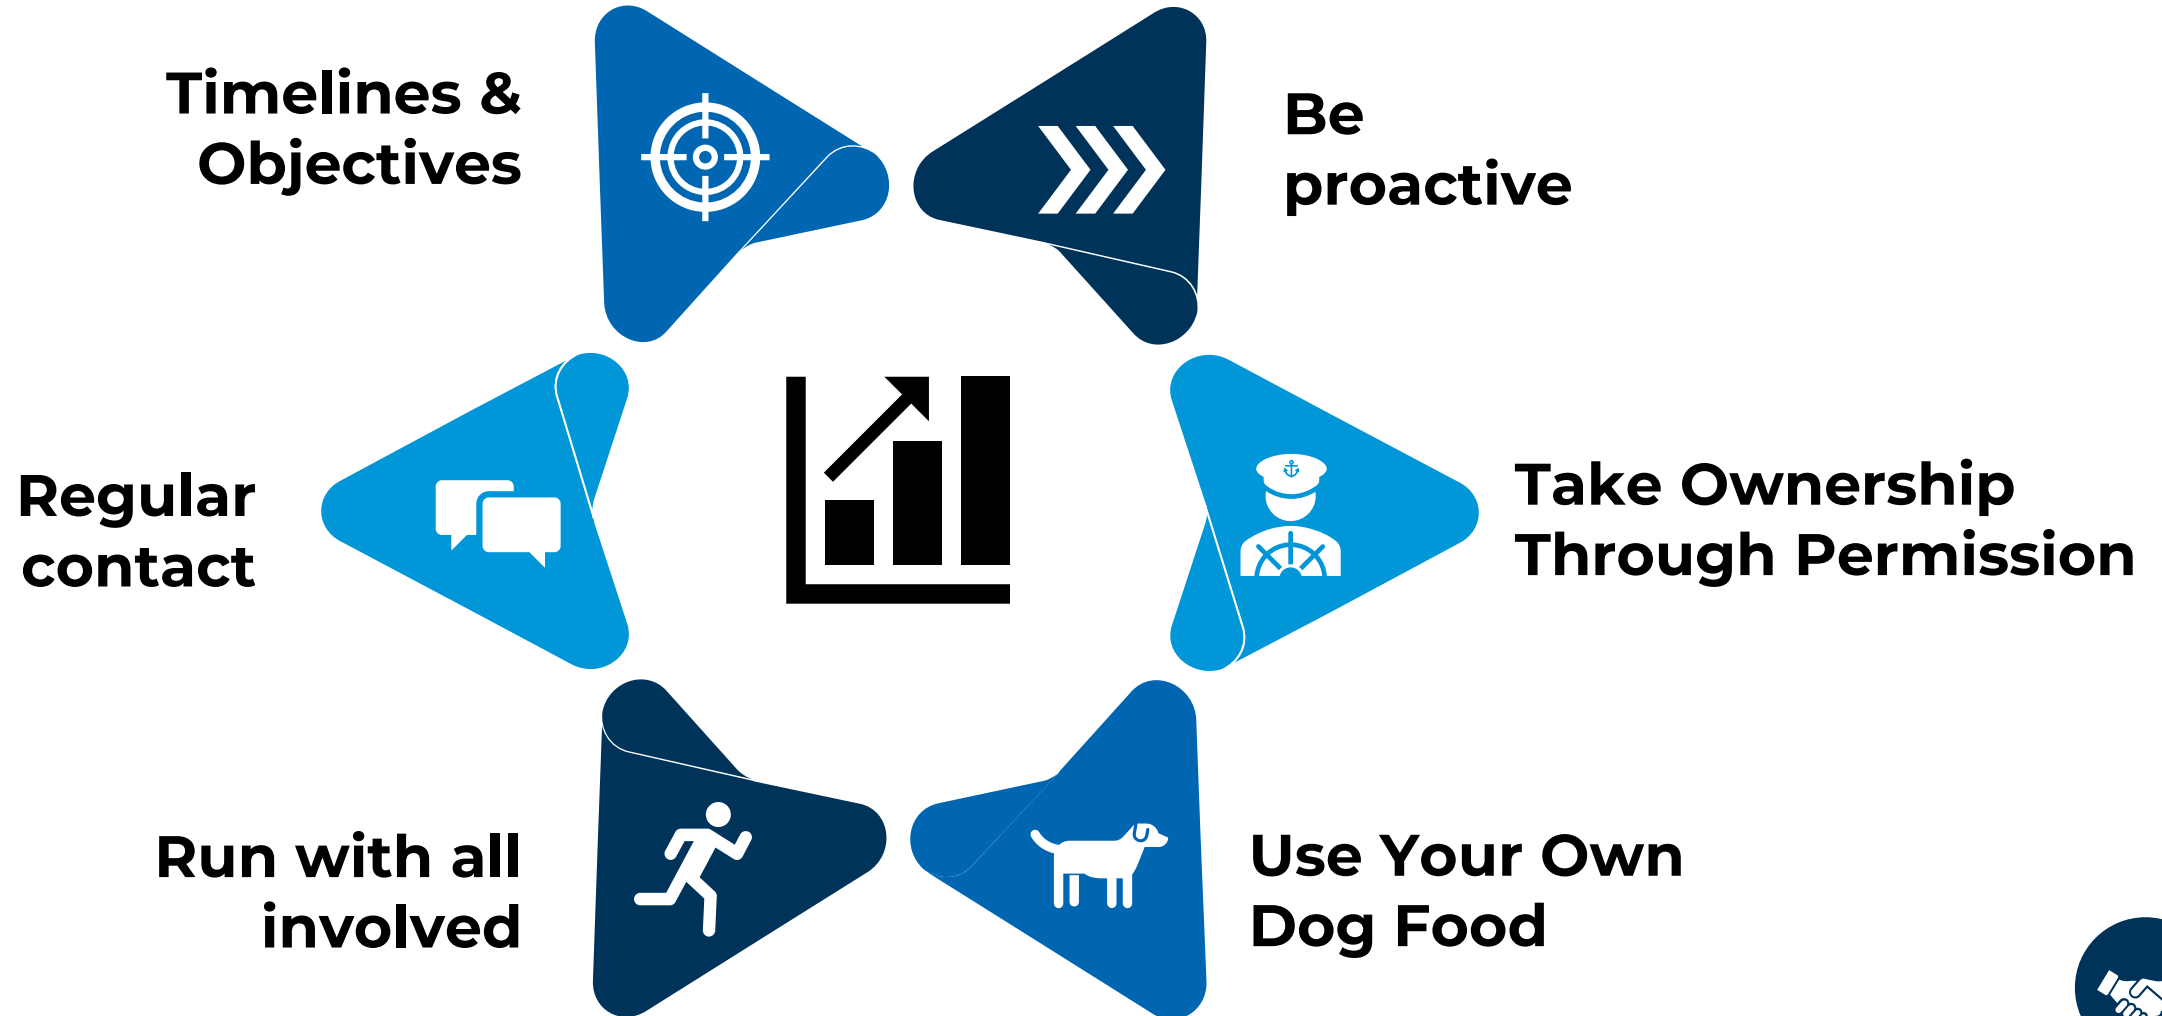 Timelines &
Objectives
Be
proactive
Regular
contact
Take Ownership
Through Permission
Run with all
involved
Use Your Own
Dog Food